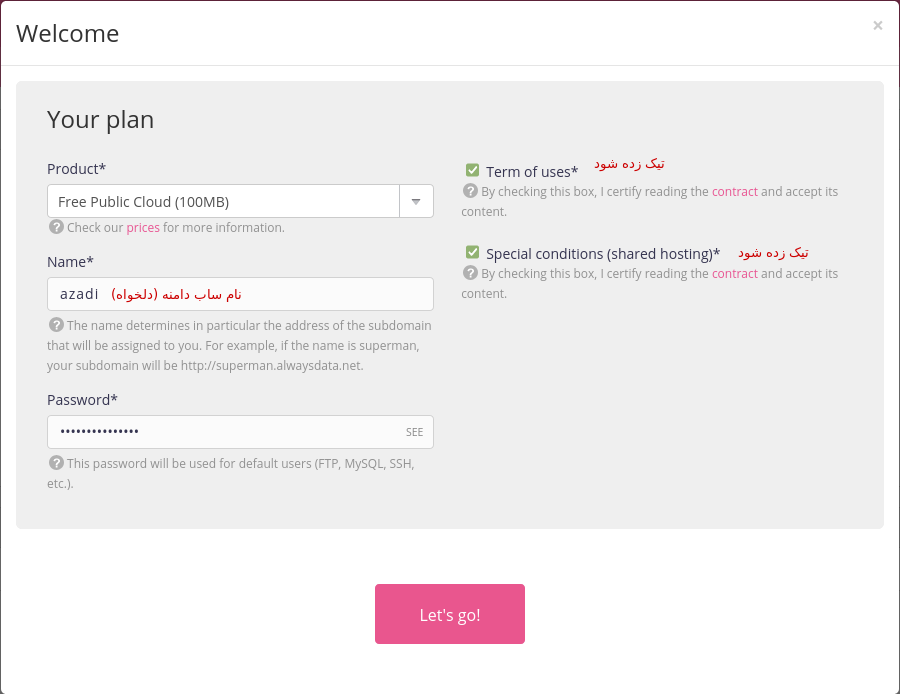 Welcome
×
Your plan
Product*
Free Public Cloud (100MB)
? Check our prices for more information.
Name*
azadi نام ساب دامنه (دلخواه)
? The name determines in particular the address of the subdomain
that will be assigned to you. For example, if the name is superman,
your subdomain will be http://superman.alwaysdata.net.
Password*
••••••••••••••• SEE
? This password will be used for default users (FTP, MySQL, SSH,
etc.).
Term of uses* تیک زده شود
? By checking this box, I certify reading the contract and accept its
content.
Special conditions (shared hosting)* تیک زده شود
? By checking this box, I certify reading the contract and accept its
content.
Let's go!